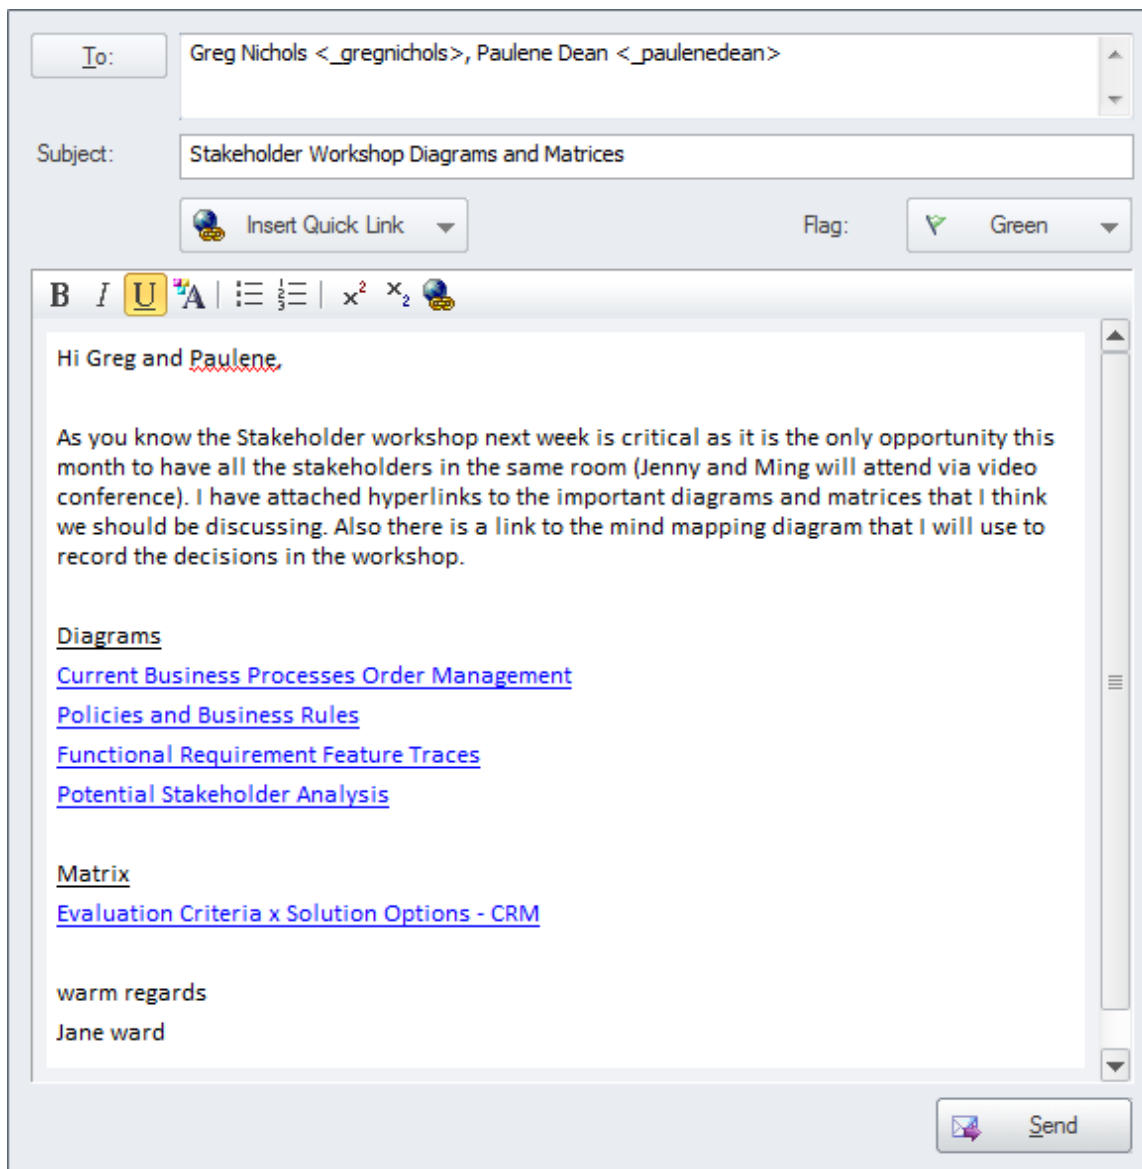 To: Greg Nichols <_gregnichols>, Paulene Dean <_paulenedean>
Subject: Stakeholder Workshop Diagrams and Matrices
Insert Quick Link Flag: Green
B I U A x² x₂
Hi Greg and Paulene,
As you know the Stakeholder workshop next week is critical as it is the only opportunity this
month to have all the stakeholders in the same room (Jenny and Ming will attend via video
conference). I have attached hyperlinks to the important diagrams and matrices that I think
we should be discussing. Also there is a link to the mind mapping diagram that I will use to
record the decisions in the workshop.
Diagrams
Current Business Processes Order Management
Policies and Business Rules
Functional Requirement Feature Traces
Potential Stakeholder Analysis
Matrix
Evaluation Criteria x Solution Options - CRM
warm regards
Jane ward
Send